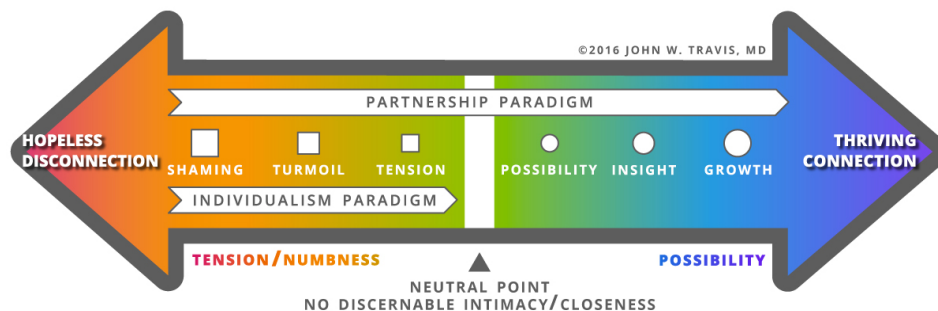 ©2016 JOHN W. TRAVIS, MD
PARTNERSHIP PARADIGM
HOPELESS
DISCONNECTION
SHAMING
TURMOIL
TENSION
POSSIBILITY
INSIGHT
GROWTH
THRIVING
CONNECTION
INDIVIDUALISM PARADIGM
TENSION/NUMBNESS
POSSIBILITY
NEUTRAL POINT
NO DISCERNABLE INTIMACY/CLOSENESS